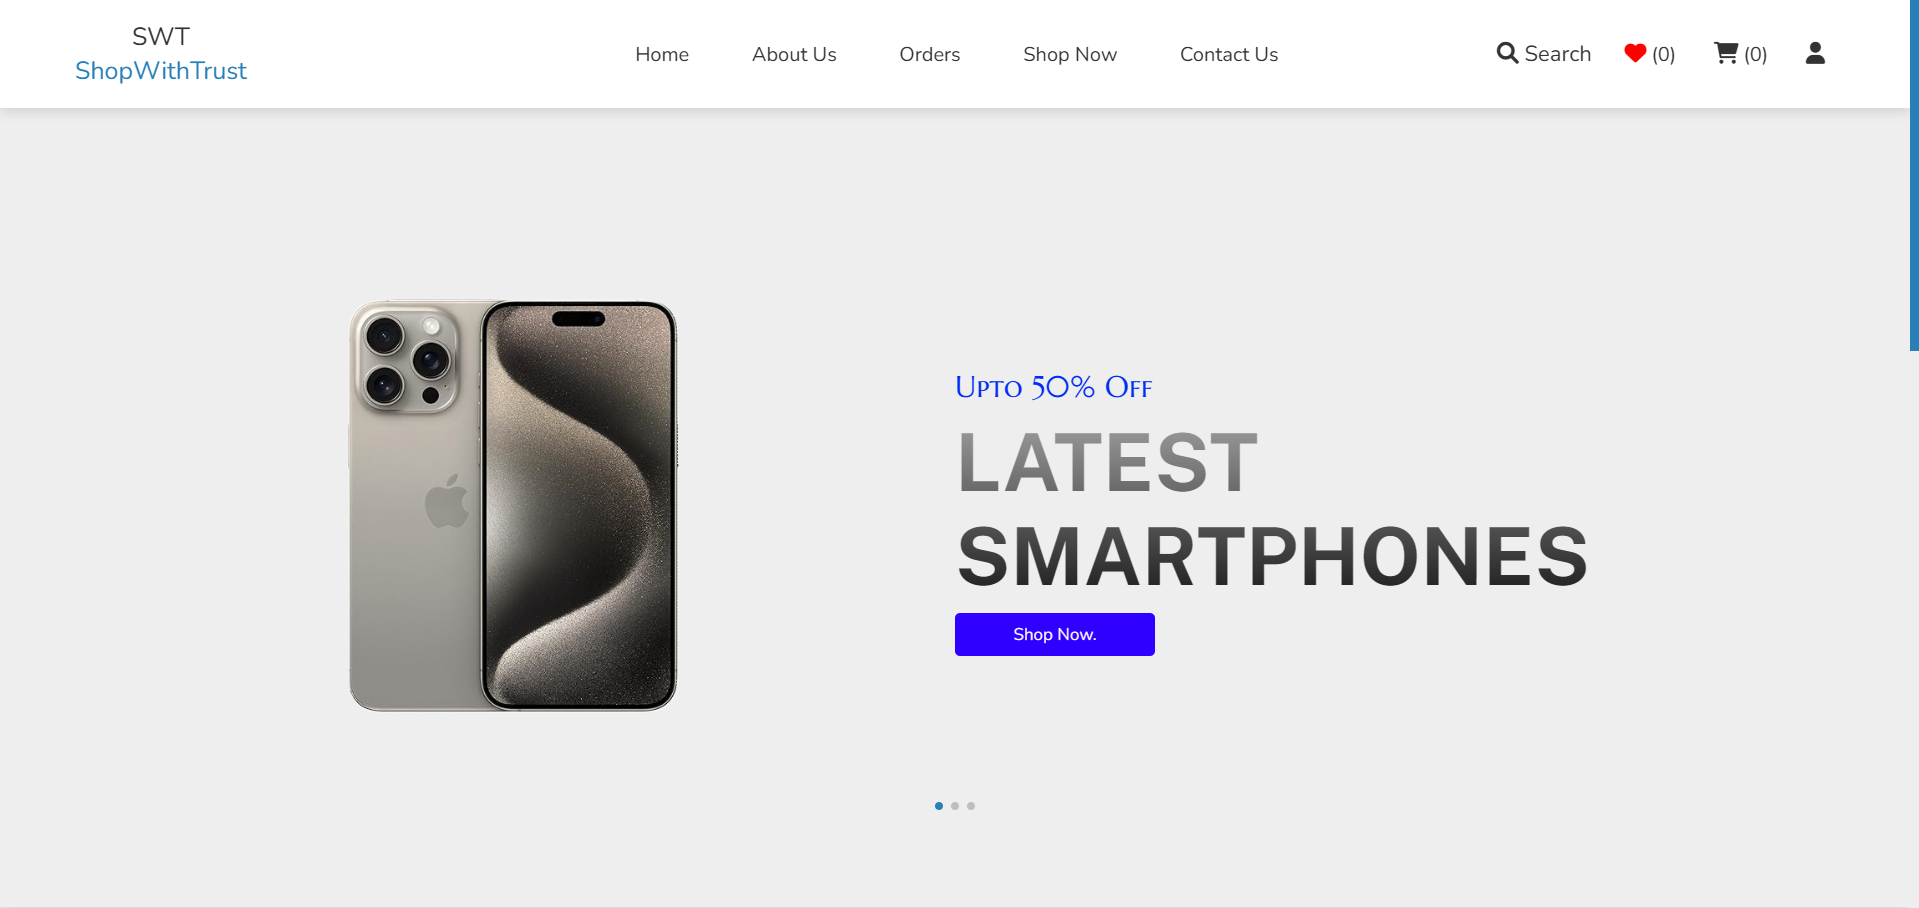 SWT
ShopWithTrust
Home
About Us
Orders
Shop Now
Contact Us
Search
(0)
(0)
Upto 50% Off
LATEST
SMARTPHONES
Shop Now.